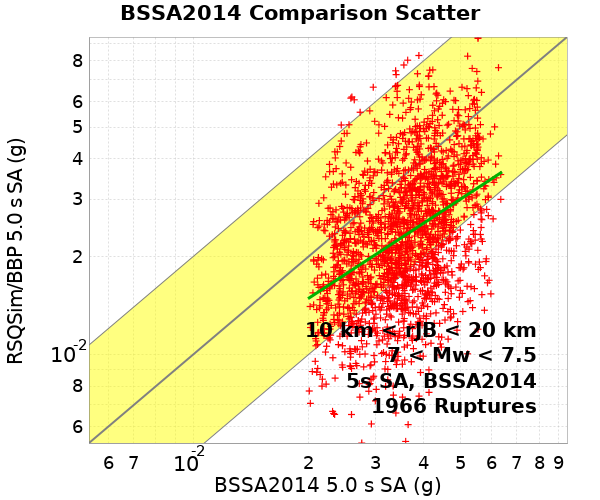 BSSA2014 Comparison Scatter
RSQSim/BBP 5.0 s SA (g)
8
6
5
4
3
2
10-2
8
6
10 km < rJB < 20 km
7 < Mw < 7.5
5s SA, BSSA2014
1966 Ruptures
6 7 10-2 2 3 4 5 6 7 8 9
BSSA2014 5.0 s SA (g)